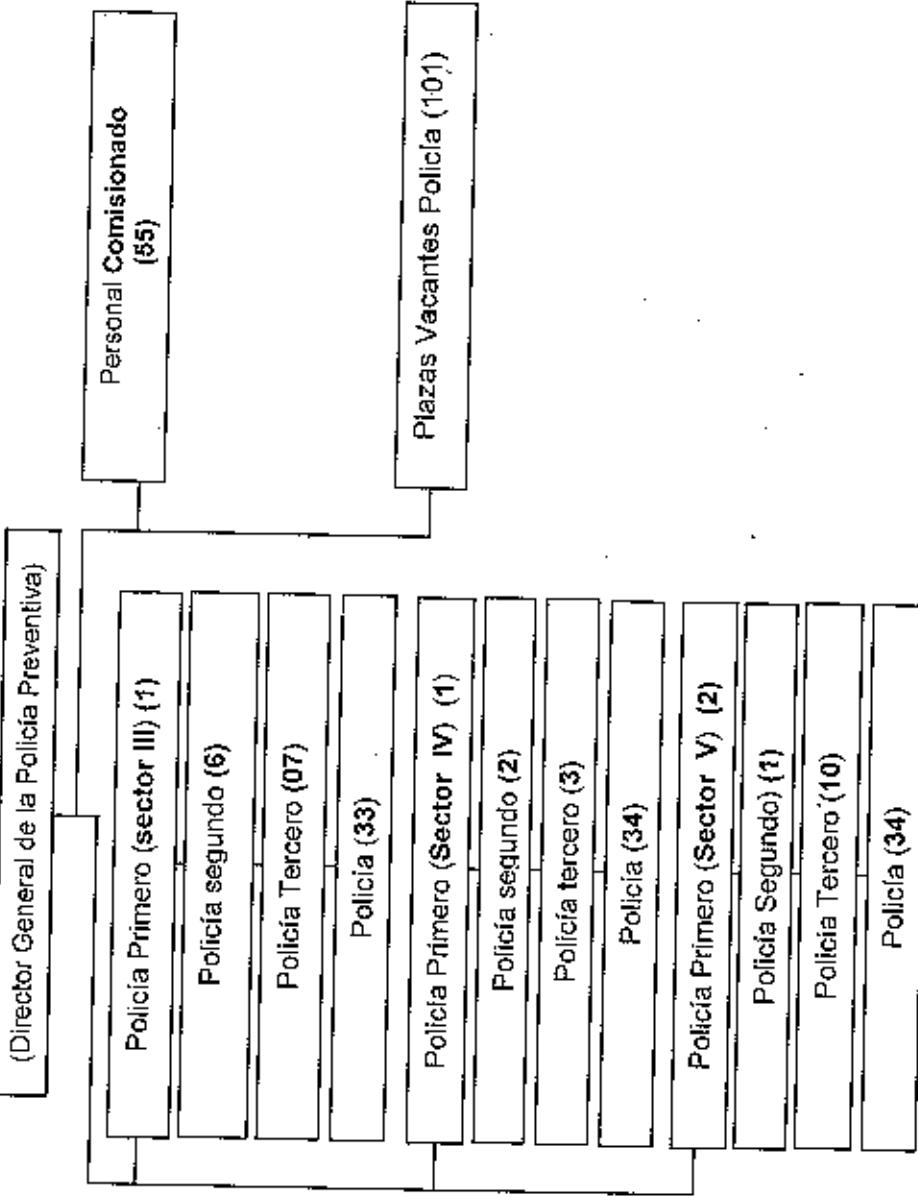 (Director General de la Policía Preventiva)
Policía Primero (sector III) (1)
Policía segundo (6)
Policía Tercero (07)
Policía (33)
Policía Primero (Sector IV) (1)
Policía segundo (2)
Policía tercero (3)
Policía (34)
Policía Primero (Sector V) (2)
Policía Segundo) (1)
Policía Tercero (10)
Policía (34)
Personal Comisionado
(55)
Plazas Vacantes Policía (101)